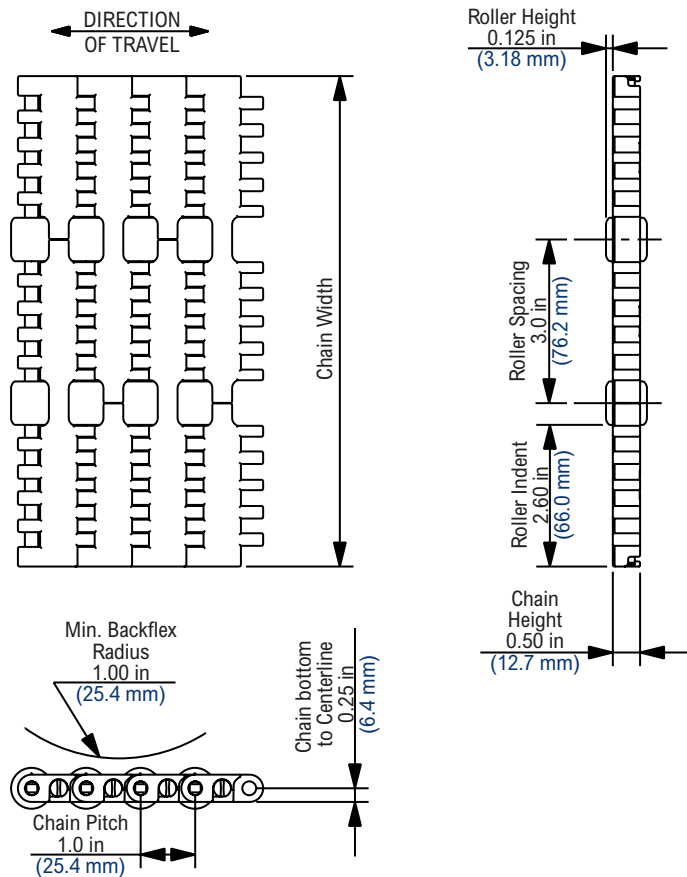 DIRECTION
OF TRAVEL
Roller Height
0.125 in
(3.18 mm)
Chain Width
Roller Spacing
3.0 in
(76.2 mm)
Roller Indent
2.60 in
(66.0 mm)
Chain
Height
0.50 in
(12.7 mm)
Min. Backflex
Radius
1.00 in
(25.4 mm)
Chain bottom
to Centerline
0.25 in
(6.4 mm)
Chain Pitch
1.0 in
(25.4 mm)